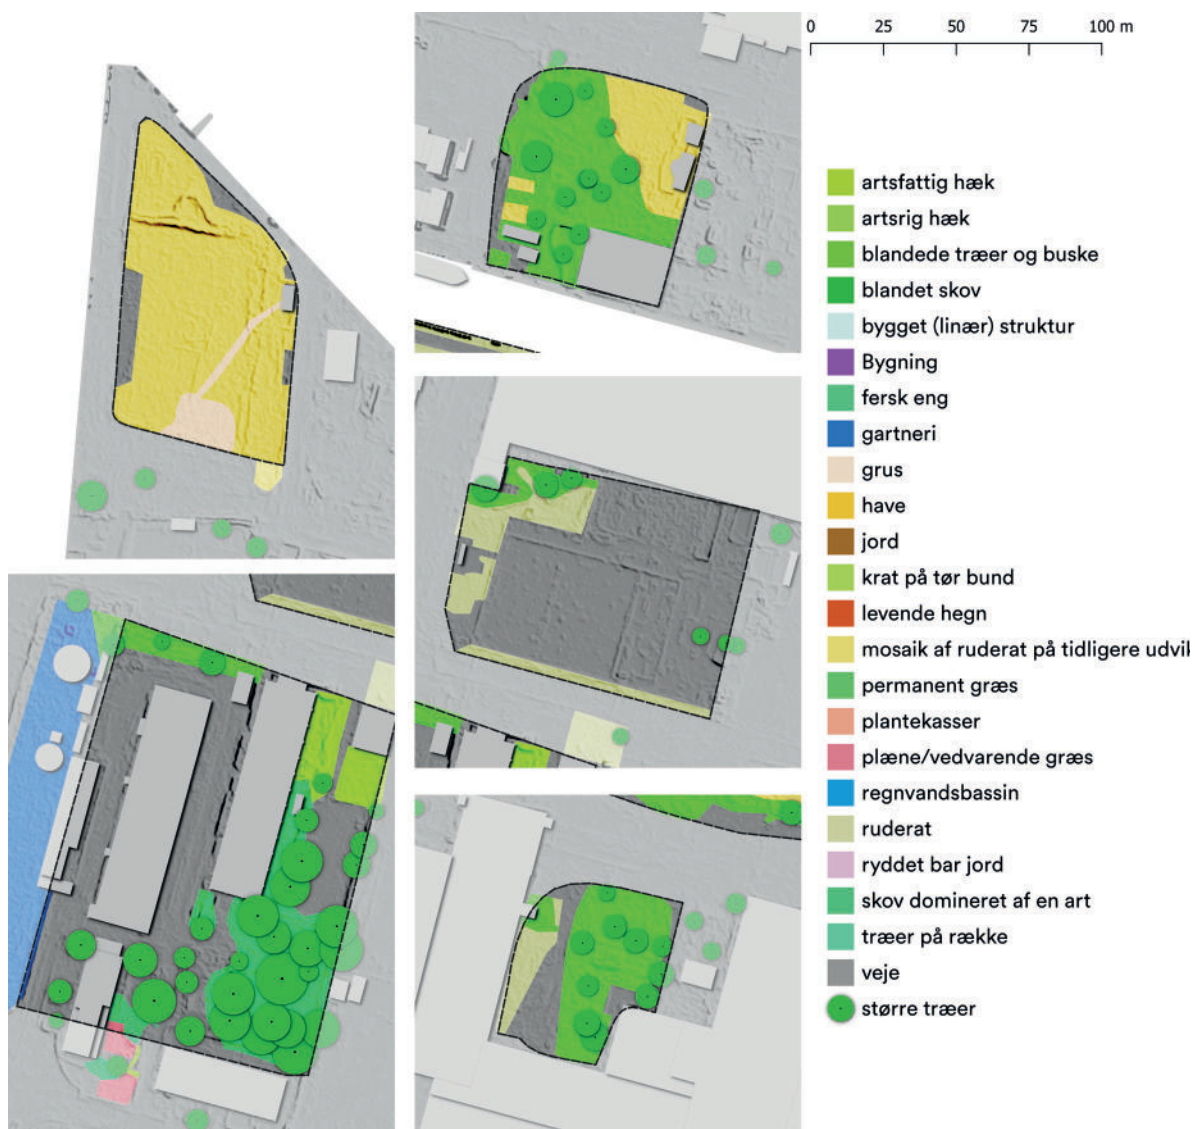 0 25 50 75 100 m
artsfattig hæk
artsrig hæk
blandede træer og buske
blandet skov
bygget (linær) struktur
Bygning
fersk eng
gartneri
grus
have
jord
krat på tør bund
levende hegn
mosaik af ruderat på tidligere udvik
permanent græs
plantekasser
plæne/vedvarende græs
regnvandsbassin
ruderat
ryddet bar jord
skov domineret af en art
træer på række
veje
større træer